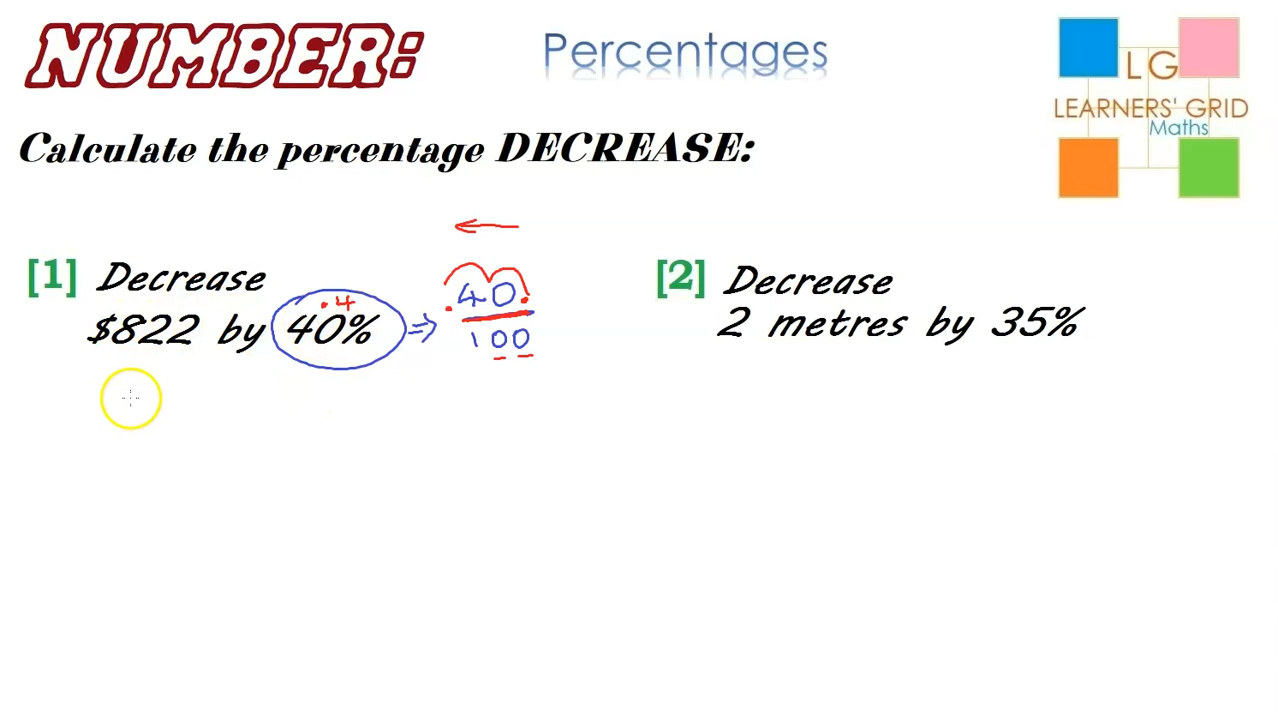 NUMBER:
Percentages
L G
LEARNERS' GRID
Maths
Calculate the percentage DECREASE:
[1] Decrease
$822 by 40% ⇒
.4
.40.
100
[2] Decrease
2 metres by 35%